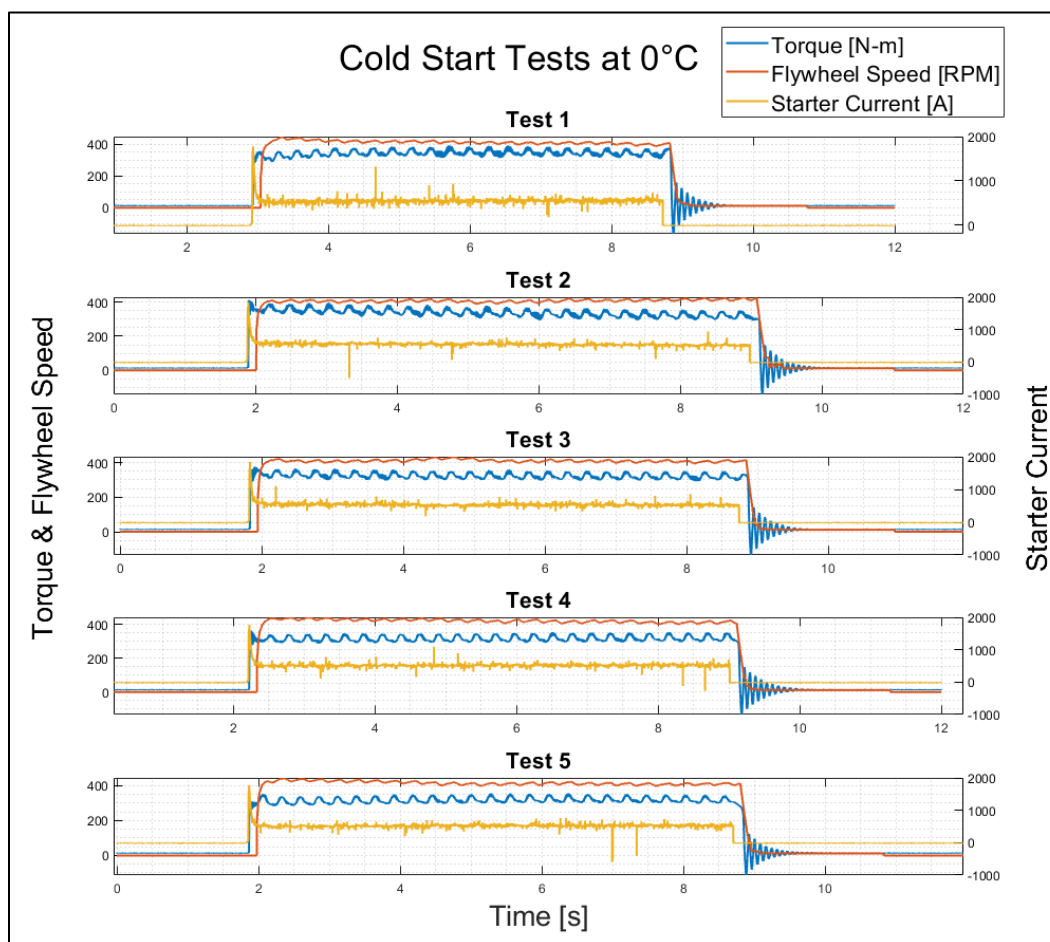 Cold Start Tests at 0°C
Torque [N-m]
Flywheel Speed [RPM]
Starter Current [A]
Torque & Flywheel Speed
Starter Current
Test 1
400
200
0
2000
1000
0
2 4 6 8 10 12
Test 2
400
200
0
2000
1000
0
-1000
0 2 4 6 8 10 12
Test 3
400
200
0
2000
1000
0
-1000
0 2 4 6 8 10
Test 4
400
200
0
2000
1000
0
-1000
2 4 6 8 10 12
Test 5
400
200
0
2000
1000
0
-1000
0 2 4 6 8 10
Time [s]